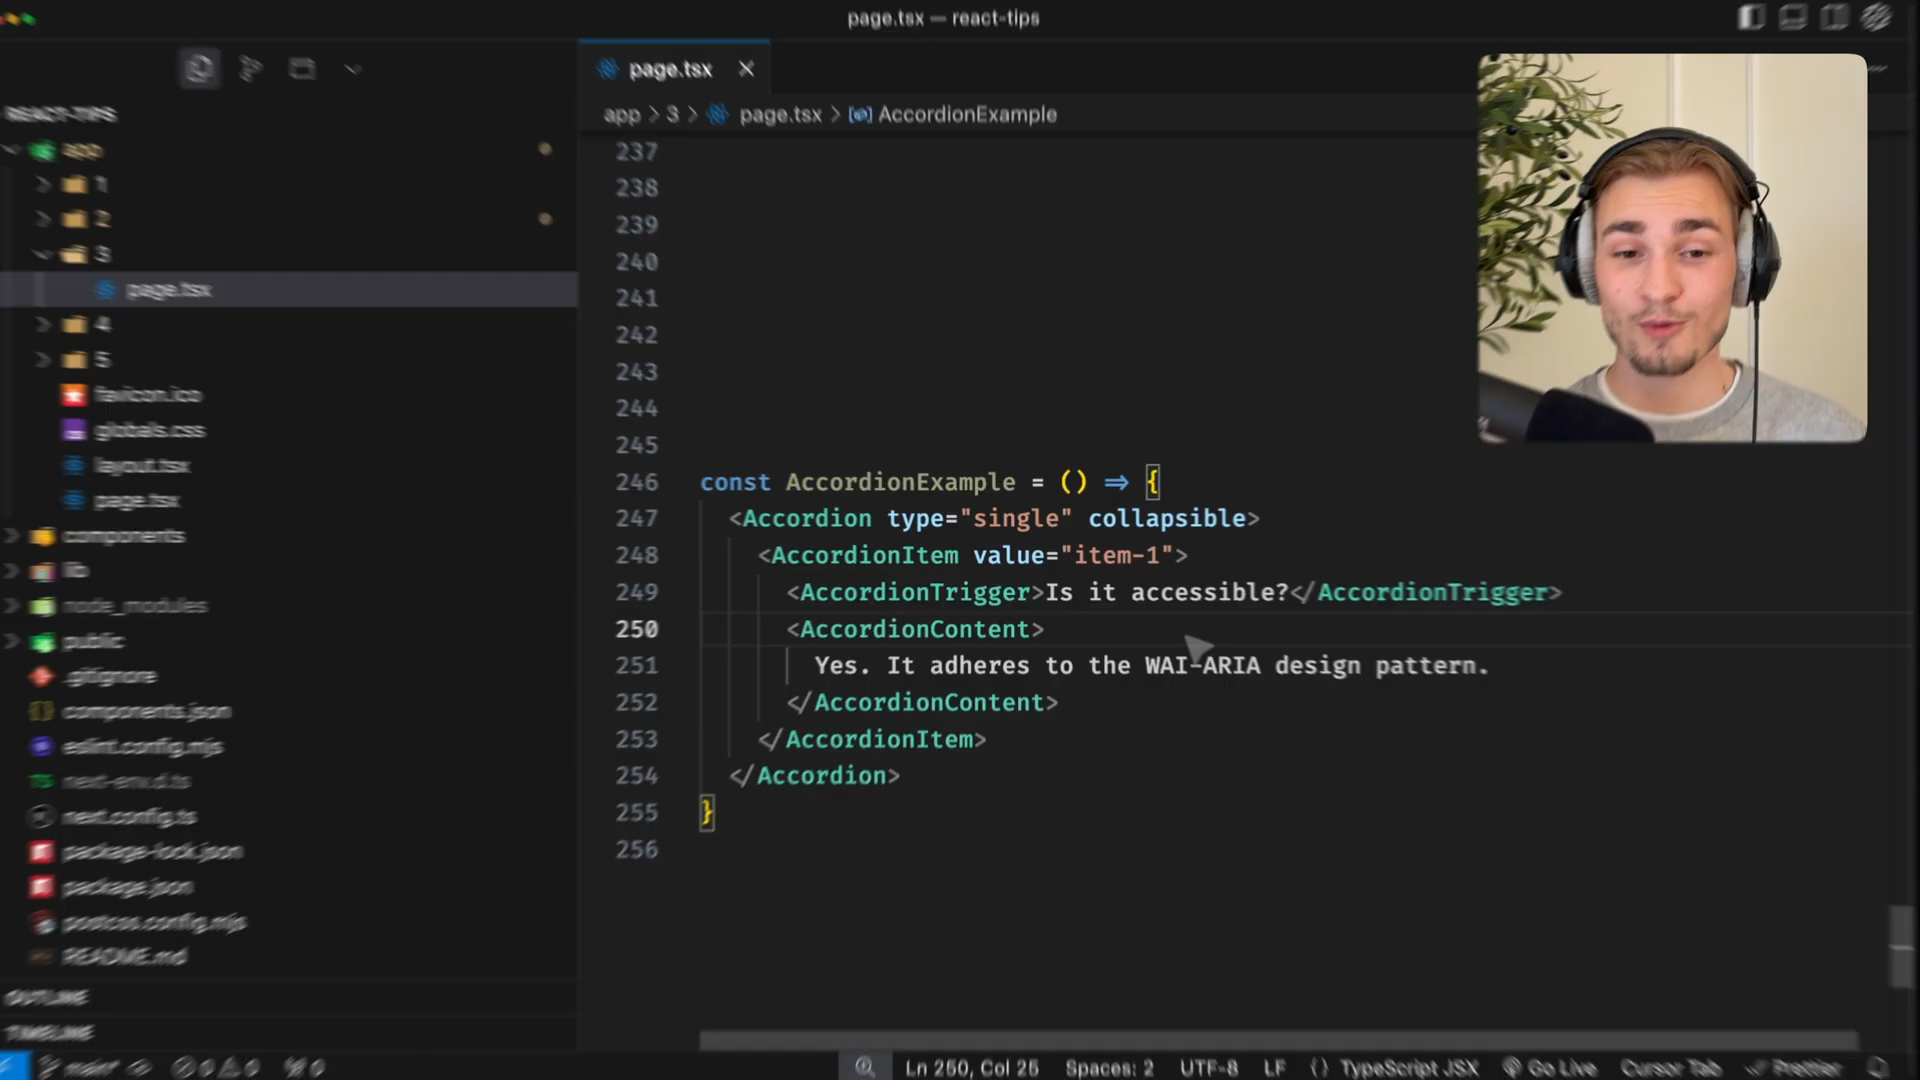 page.tsx — react-tips
REACT-TIPS
app
1
2
3
page.tsx
4
5
favicon.ico
globals.css
layout.tsx
page.tsx
components
lib
node_modules
public
.gitignore
components.json
eslint.config.mjs
next-env.d.ts
next.config.ts
package-lock.json
package.json
postcss.config.mjs
README.md
OUTLINE
TIMELINE
page.tsx
app > 3 > page.tsx > AccordionExample
237
238
239
240
241
242
243
244
245
246 const AccordionExample = () => {
247 <Accordion type="single" collapsible>
248 <AccordionItem value="item-1">
249 <AccordionTrigger>Is it accessible?</AccordionTrigger>
250 <AccordionContent>
251 Yes. It adheres to the WAI-ARIA design pattern.
252 </AccordionContent>
253 </AccordionItem>
254 </Accordion>
255 }
256
main* 0 0 0 Ln 250, Col 25 Spaces: 2 UTF-8 LF {} TypeScript JSX Go Live Cursor Tab Prettier